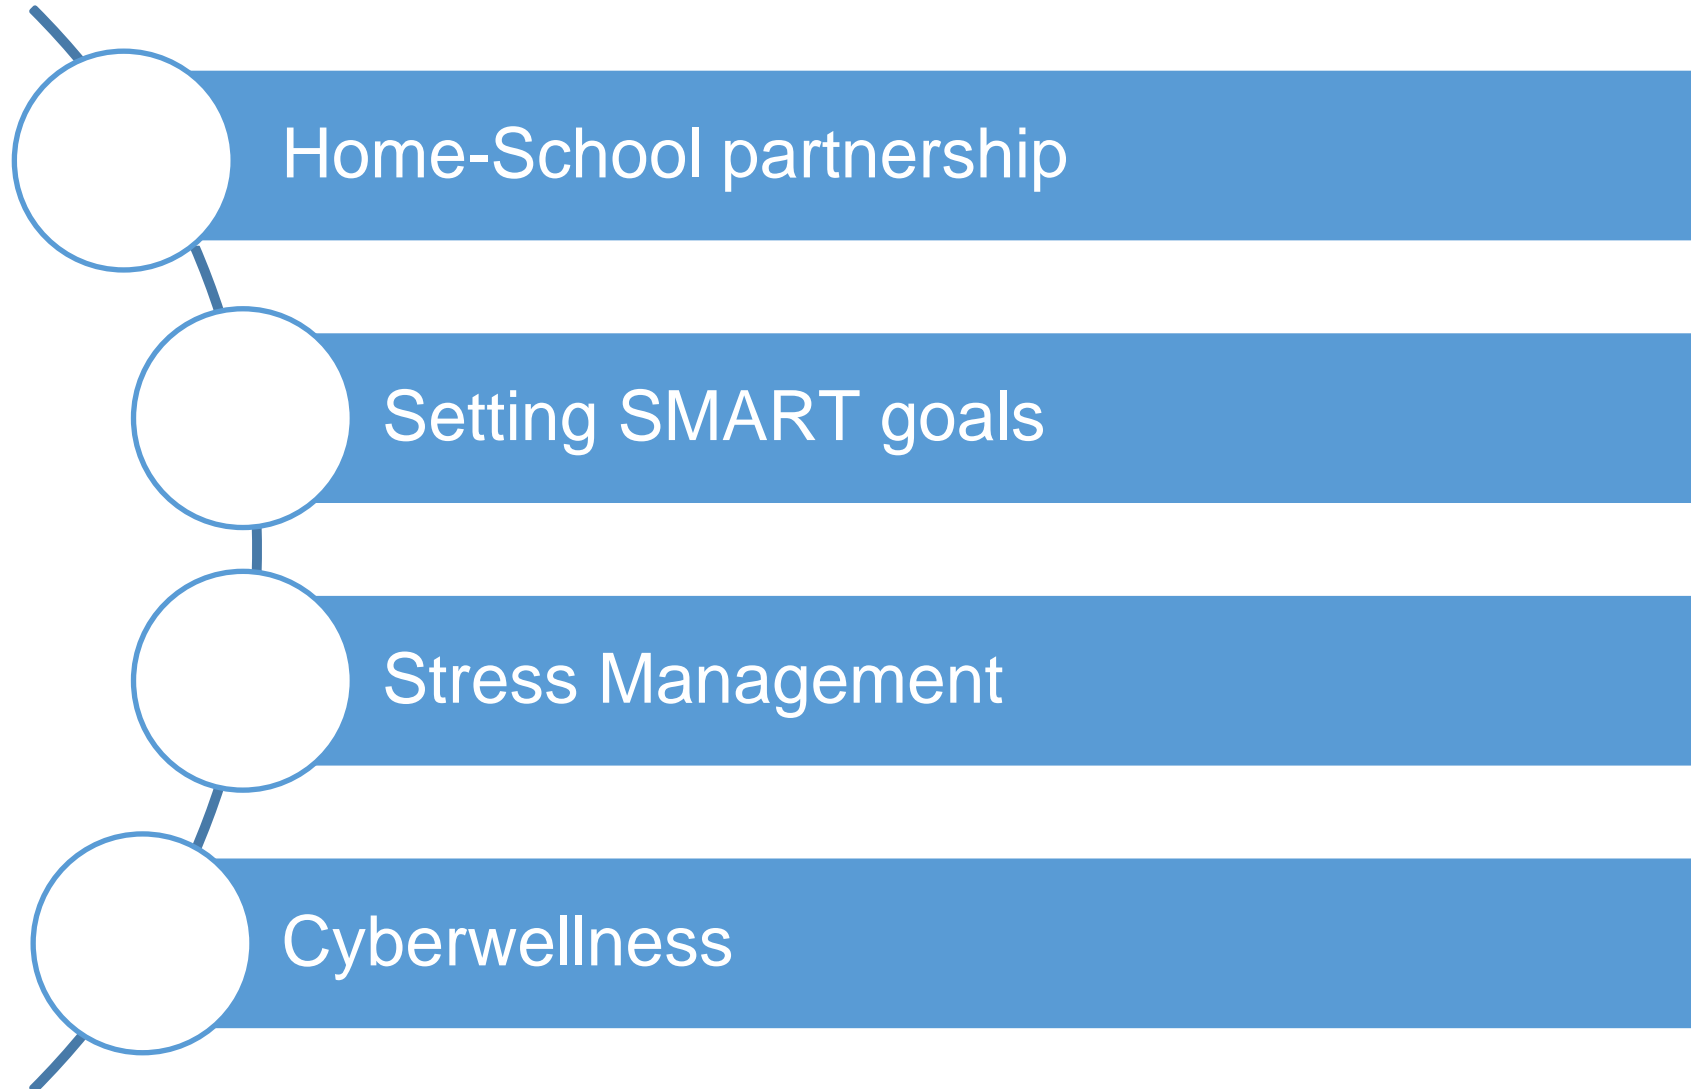 Home-School partnership
Setting SMART goals
Stress Management
Cyberwellness